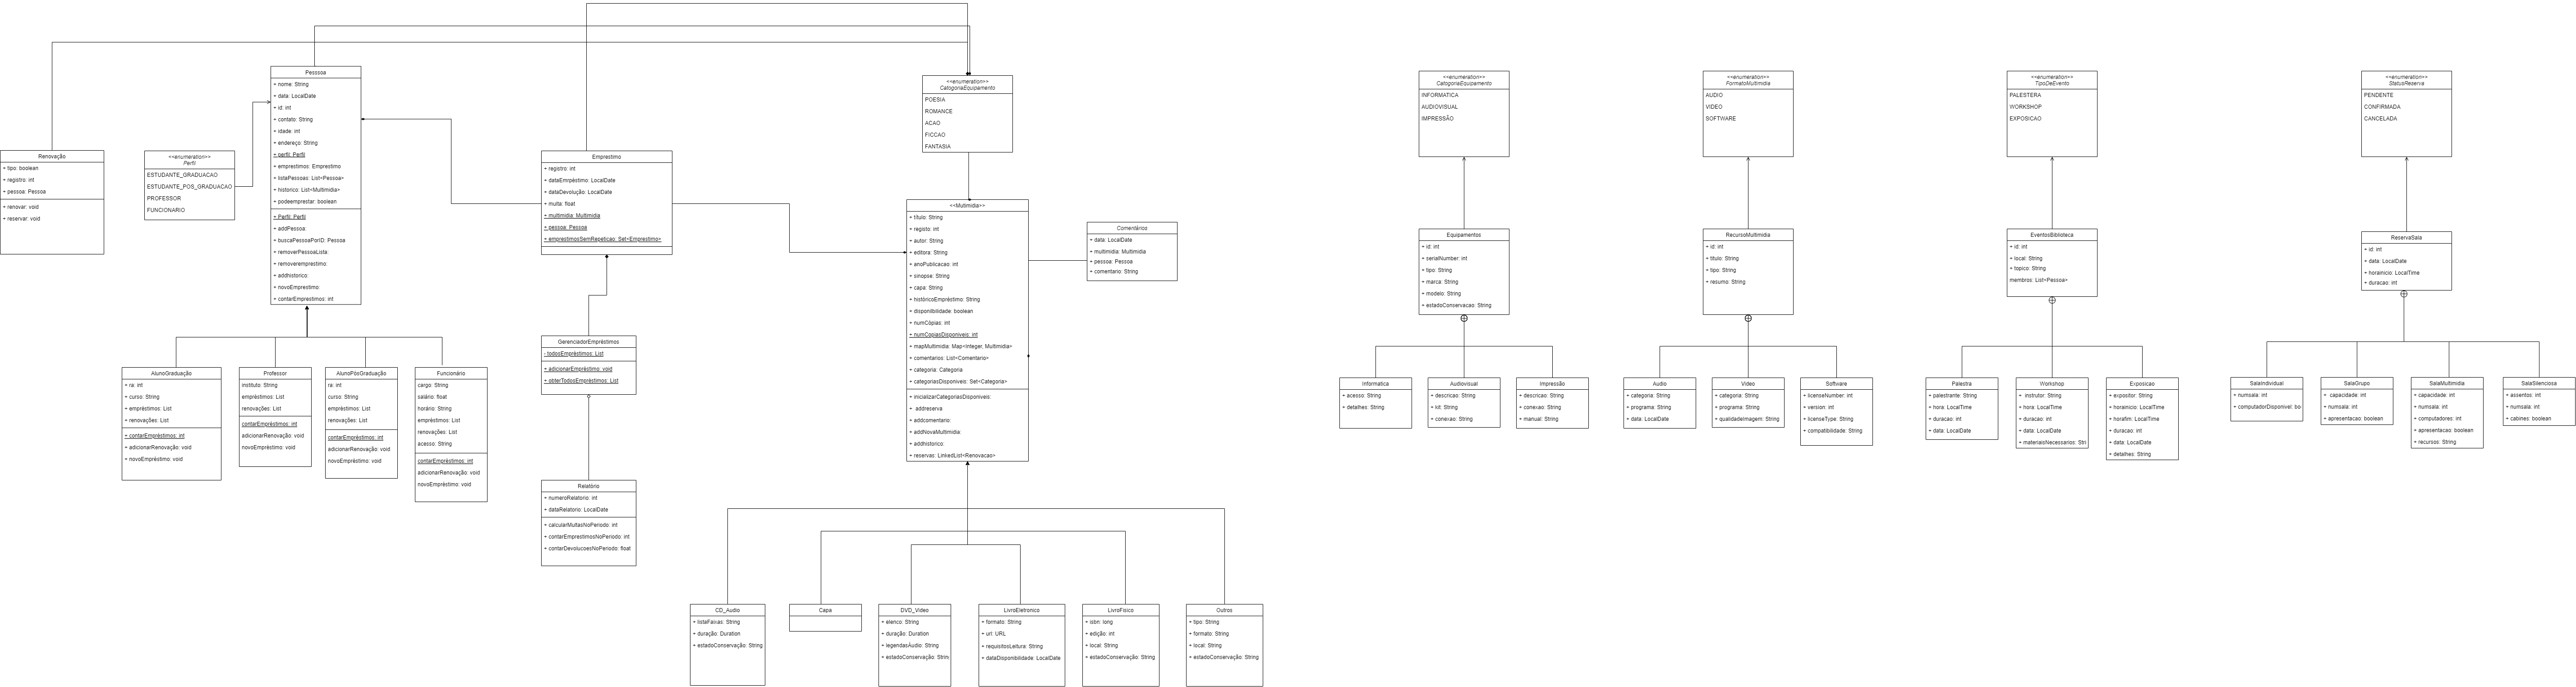 Pesssoa
+ nome: String
+ data: LocalDate
+ id: int
+ contato: String
+ idade: int
+ endereço: String
+ perfil: Perfil
+ emprestimos: Emprestimo
+ listaPessoas: List<Pessoa>
+ historico: List<Multimidia>
+ podeemprestar: boolean
+ Perfil: Perfil
+ addPessoa
+ buscaPessoaPorID: Pessoa
+ removerPessoaLista:
+ removeremprestimo:
+ addhistorico:
+ novoEmprestimo:
+ contarEmprestimos: int
<<enumeration>>
CatogoriaEquipamento
POESIA
ROMANCE
ACAO
FICCAO
FANTASIA
<<enumeration>>
CatogoriaEquipamento
INFORMATICA
AUDIOVISUAL
IMPRESSÃO
<<enumeration>>
FormatoMultimidia
AUDIO
VIDEO
SOFTWARE
<<enumeration>>
TipoDeEvento
PALESTERA
WORKSHOP
EXPOSICAO
<<enumeration>>
StatusReserva
PENDENTE
CONFIRMADA
CANCELADA
Renovação
+ tipo: boolean
+ registro: int
+ pessoa: Pessoa
+ renovar: void
+ reservar: void
<<enumeration>>
Perfil
ESTUDANTE_GRADUACAO
ESTUDANTE_POS_GRADUACAO
PROFESSOR
FUNCIONARIO
Emprestimo
+ registro: int
+ dataEmrpéstimo: LocalDate
+ dataDevolução: LocalDate
+ multa: float
+ multimidia: Multimidia
+ pessoa: Pessoa
+ emprestimosSemRepeticao: Set<Emprestimo>
<<Mutimidia>>
+ título: String
+ registo: int
+ autor: String
+ editora: String
+ anoPublicacao: int
+ sinopse: String
+ capa: String
+ históricoEmpréstimo: String
+ disponiibilidade: boolean
+ numCópias: int
+ numCopiasDisponiveis: int
+ mapMultimidia: Map<Integer, Multimidia>
+ comentarios: List<Comentario>
+ categoria: Categoria
+ categoriasDisponiveis: Set<Categoria>
+ inicializarCategoriasDisponiveis:
+ addreserva
+ addcomentario:
+ addNovaMultimidia:
+ addhistorico:
+ reservas: LinkedList<Renovacao>
Comentários
+ data: LocalDate
+ multimidia: Multimidia
+ pessoa: Pessoa
+ comentario: String
Equipamentos
+ id: int
+ serialNumber: int
+ tipo: String
+ marca: String
+ modelo: String
+ estadoConservacao: String
RecursoMultimidia
+ id: int
+ titulo: String
+ tipo: String
+ resumo: String
EventosBiblioteca
+ id: int
+ local: String
+ topico: String
membros: List<Pessoa>
ReservaSala
+ id: int
+ data: LocalDate
+ horainicio: LocalTime
+ duracao: int
GerenciadorEmpréstimos
- todosEmpréstimos: List
+ adicionarEmpréstimo: void
+ obterTodosEmpréstimos: List
AlunoGraduação
+ ra: int
+ curso: String
+ empréstimos: List
+ renovações: List
+ contarEmpréstimos: int
+ adicionarRenovação: void
+ novoEmpréstimo: void
Professor
instituto: String
empréstimos: List
renovações: List
contarEmpréstimos: int
adicionarRenovação: void
novoEmpréstimo: void
AlunoPósGraduação
ra: int
curso: String
empréstimos: List
renovações: List
contarEmpréstimos: int
adicionarRenovação: void
novoEmpréstimo: void
Funcionário
cargo: String
salário: float
horário: String
empréstimos: List
renovações: List
acesso: String
contarEmpréstimos: int
adicionarRenovação: void
novoEmpréstimo: void
Relatório
+ numeroRelatorio: int
+ dataRelatorio: LocalDate
+ calcularMultasNoPeriodo: int
+ contarEmprestimosNoPeriodo: int
+ contarDevolucoesNoPeriodo: float
Informatica
+ acesso: String
+ detalhes: String
Audiovisual
+ descricao: String
+ kit: String
+ conexao: String
Impressão
+ descricao: String
+ conexao: String
+ manual: String
Audio
+ categoria: String
+ programa: String
+ data: LocalDate
Video
+ categoria: String
+ programa: String
+ qualidadeImagem: String
Software
+ licenseNumber: int
+ version: int
+ licenseType: String
+ compatibilidade: String
Palestra
+ palestrante: String
+ hora: LocalTime
+ duracao: int
+ data: LocalDate
Workshop
+ instrutor: String
+ hora: LocalTime
+ duracao: int
+ data: LocalDate
+ materiaisNecessarios: Stri
Exposicao
+ expositor: String
+ horainicio: LocalTime
+ horafim: LocalTime
+ duracao: int
+ data: LocalDate
+ detalhes: String
SalaIndividual
+ numsala: int
+ computadorDisponivel: bo
SalaGrupo
+ capacidade: int
+ numsala: int
+ apresentacao: boolean
SalaMultimidia
+ capacidade: int
+ numsala: int
+ computadores: int
+ apresentacao: boolean
+ recursos: String
SalaSilenciosa
+ assentos: int
+ numsala: int
+ cabines: boolean
CD_Audio
+ listaFaixas: String
+ duração: Duration
+ estadoConservação: String
Capa
DVD_Video
+ elenco: String
+ duração: Duration
+ legendasÁudio: String
+ estadoConservação: Strin
LivroEletronico
+ formato: String
+ url: URL
+ requisitosLeitura: String
+ dataDisponibilidade: LocalDate
LivroFisico
+ isbn: long
+ edição: int
+ local: String
+ estadoConservação: String
Outros
+ tipo: String
+ formato: String
+ local: String
+ estadoConservação: String